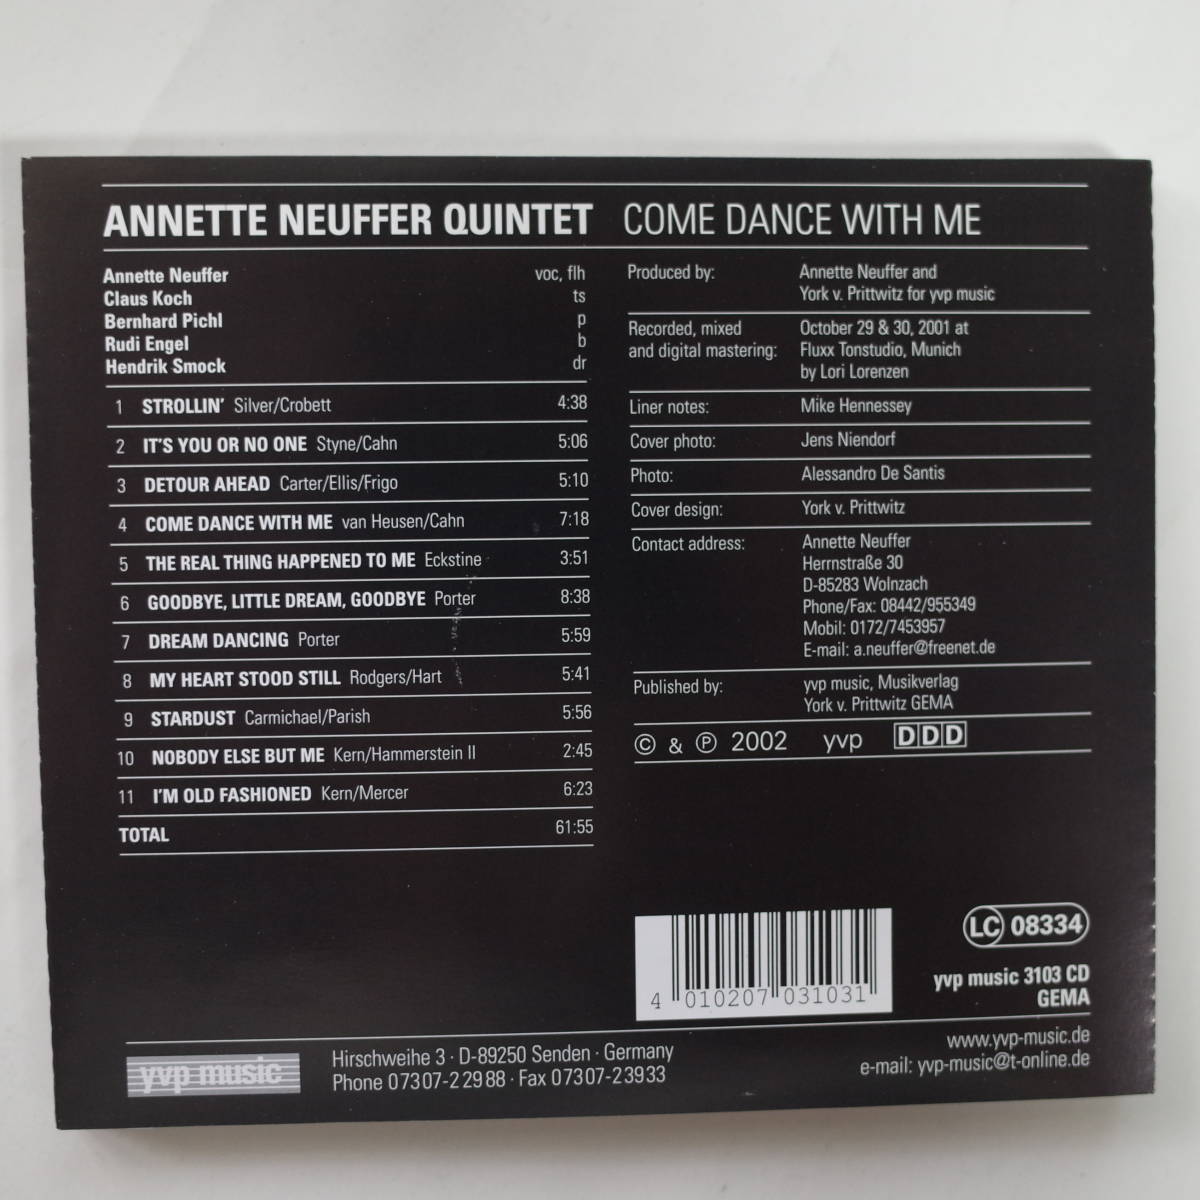 ANNETTE NEUFFER QUINTET COME DANCE WITH ME
Annette Neuffer voc, flh
Claus Koch ts
Bernhard Pichl p
Rudi Engel b
Hendrik Smock dr
1 STROLLIN' Silver/Crobett 4:38
2 IT'S YOU OR NO ONE Styne/Cahn 5:06
3 DETOUR AHEAD Carter/Ellis/Frigo 5:10
4 COME DANCE WITH ME van Heusen/Cahn 7:18
5 THE REAL THING HAPPENED TO ME Eckstine 3:51
6 GOODBYE, LITTLE DREAM, GOODBYE Porter 8:38
7 DREAM DANCING Porter 5:59
8 MY HEART STOOD STILL Rodgers/Hart 5:41
9 STARDUST Carmichael/Parish 5:56
10 NOBODY ELSE BUT ME Kern/Hammerstein II 2:45
11 I'M OLD FASHIONED Kern/Mercer 6:23
TOTAL 61:55
Produced by: Annette Neuffer and
York v. Prittwitz for yvp music
Recorded, mixed October 29 & 30, 2001 at
and digital mastering: Fluxx Tonstudio, Munich
by Lori Lorenzen
Liner notes: Mike Hennessey
Cover photo: Jens Niendorf
Photo: Alessandro De Santis
Cover design: York v. Prittwitz
Contact address: Annette Neuffer
Herrnstraße 30
D-85283 Wolnzach
Phone/Fax: 08442/955349
Mobil: 0172/7453957
E-mail: a.neuffer@freenet.de
Published by: yvp music, Musikverlag
York v. Prittwitz GEMA
© & ℗ 2002 yvp DDD
4 010207 031031
LC 08334
yvp music 3103 CD
GEMA
yvp music
Hirschweihe 3 · D-89250 Senden · Germany
Phone 07307-22988 · Fax 07307-23933
www.yvp-music.de
e-mail: yvp-music@t-online.de